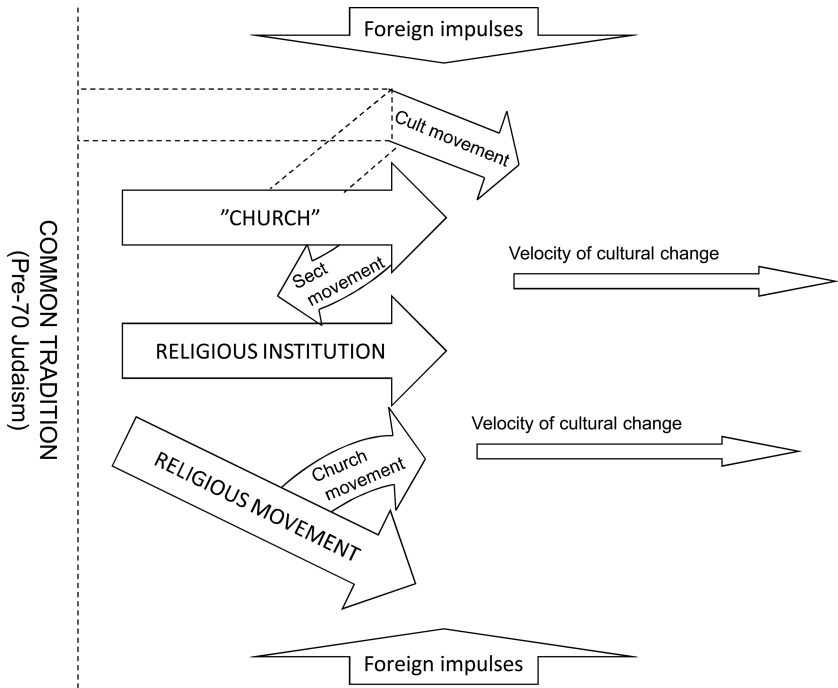 Foreign impulses
Cult movement
”CHURCH”
Sect
movement
Velocity of cultural change
COMMON TRADITION
(Pre-70 Judaism)
RELIGIOUS INSTITUTION
Velocity of cultural change
Church
movement
RELIGIOUS MOVEMENT
Foreign impulses